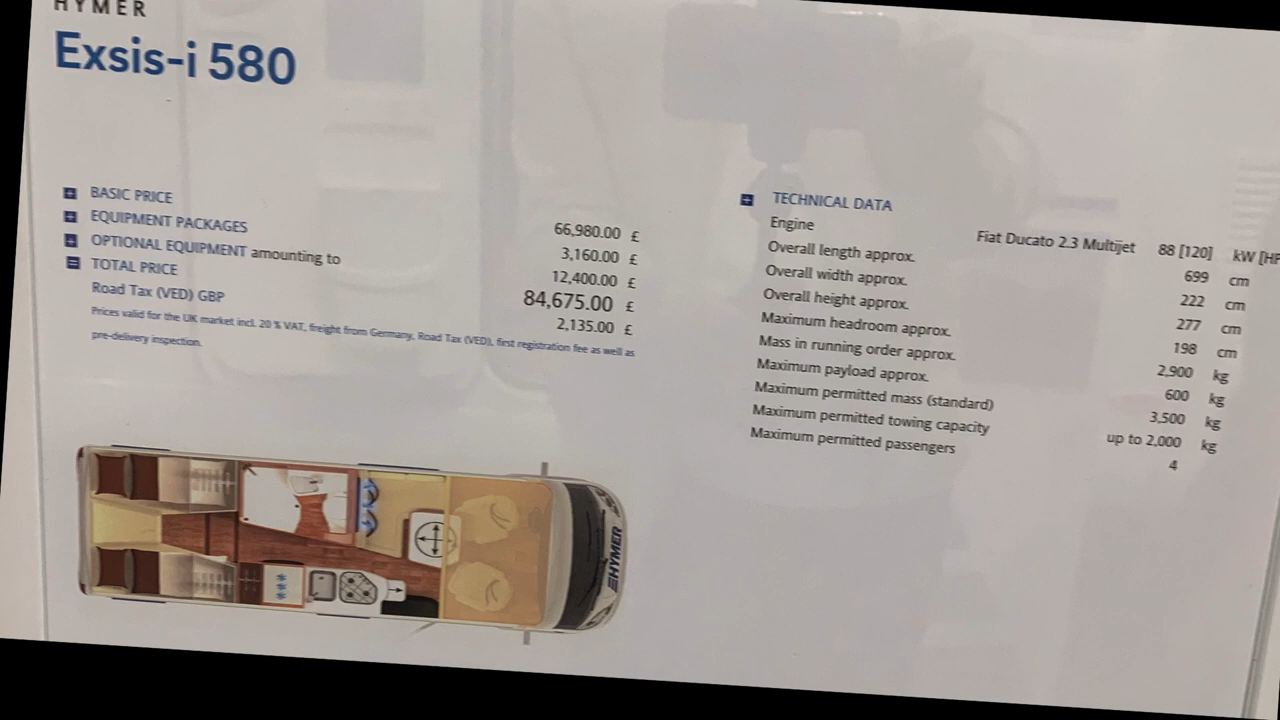 HYMER
Exsis-i 580
BASIC PRICE 66,980.00 £
EQUIPMENT PACKAGES 3,160.00 £
OPTIONAL EQUIPMENT amounting to 12,400.00 £
TOTAL PRICE 84,675.00 £
Road Tax (VED) GBP 2,135.00 £
Prices valid for the UK market incl. 20 % VAT, freight from Germany, Road Tax (VED), first registration fee as well as
pre-delivery inspection.
TECHNICAL DATA
Engine Fiat Ducato 2.3 Multijet 88 [120] kW [HP
Overall length approx. 699 cm
Overall width approx. 222 cm
Overall height approx. 277 cm
Maximum headroom approx. 198 cm
Mass in running order approx. 2,900 kg
Maximum payload approx. 600 kg
Maximum permitted mass (standard) 3,500 kg
Maximum permitted towing capacity up to 2,000 kg
Maximum permitted passengers 4
HYMER